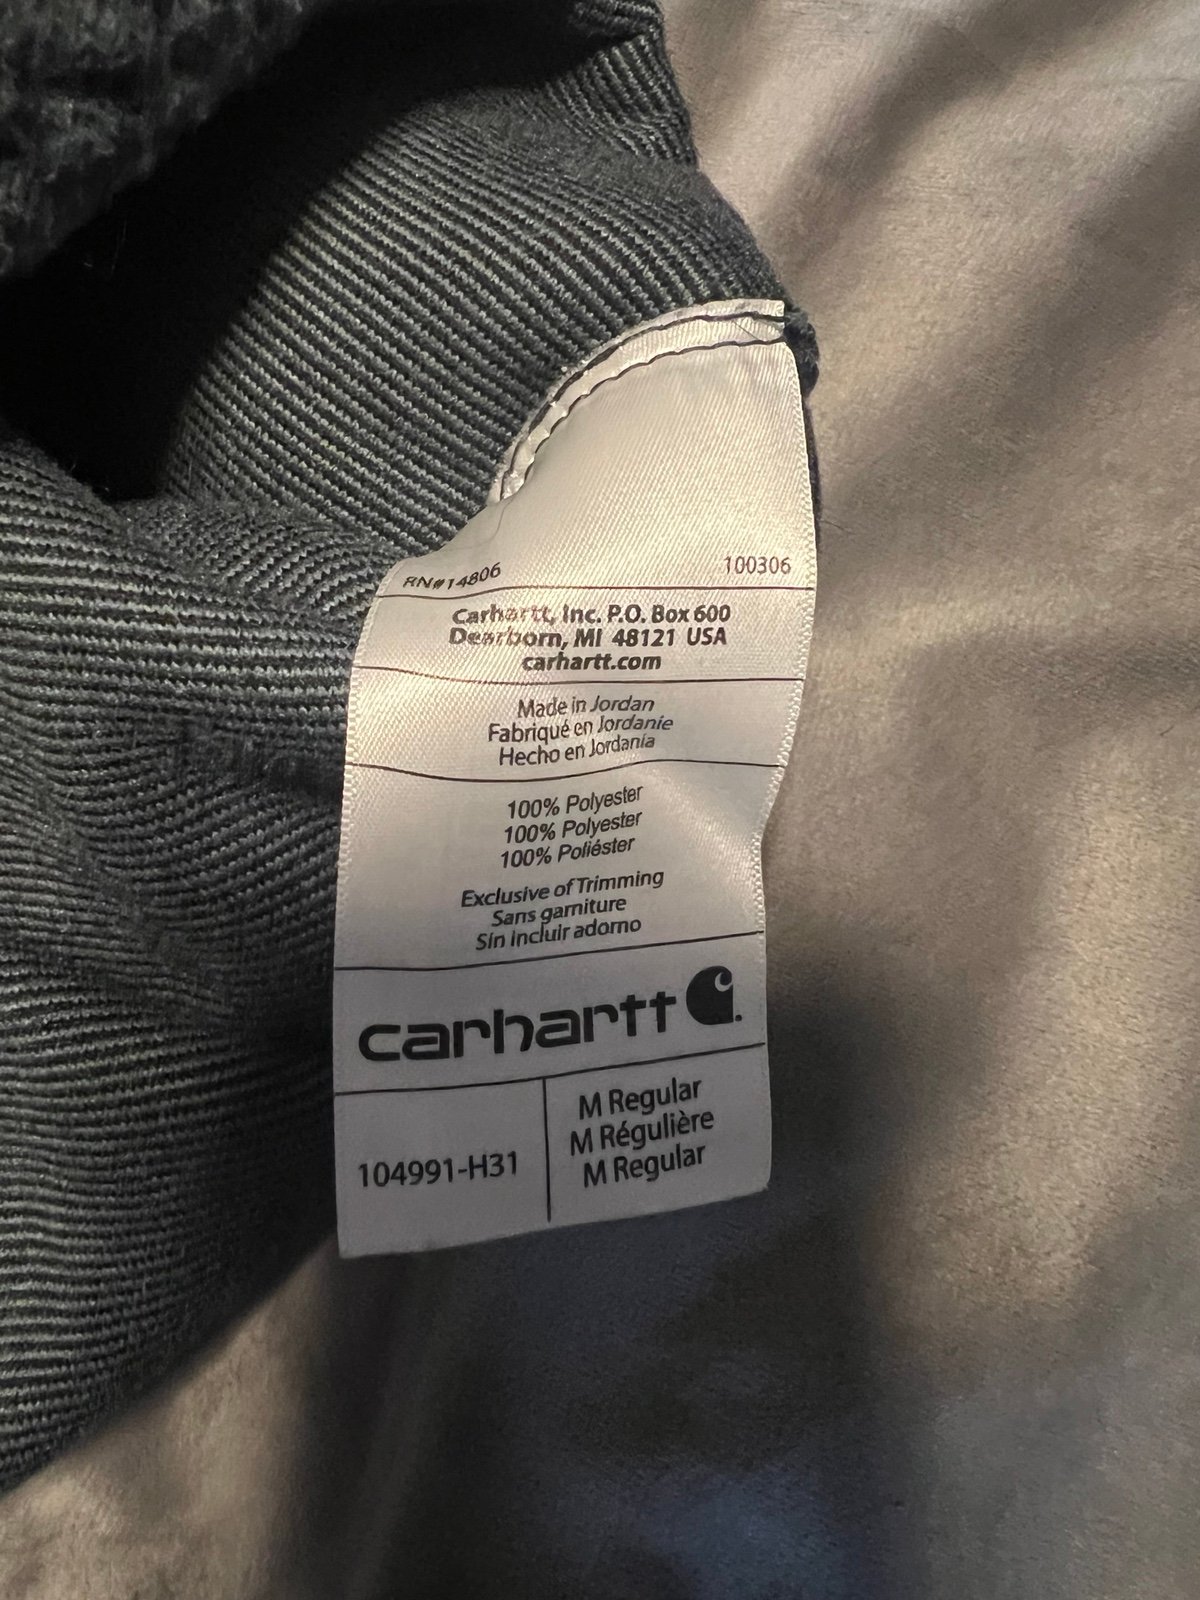 RN#14806 100306
Carhartt, Inc. P.O. Box 600
Dearborn, MI 48121 USA
carhartt.com
Made in Jordan
Fabriqué en Jordanie
Hecho en Jordania
100% Polyester
100% Polyester
100% Poliéster
Exclusive of Trimming
Sans garniture
Sin incluir adorno
carhartt
104991-H31
M Regular
M Régulière
M Regular